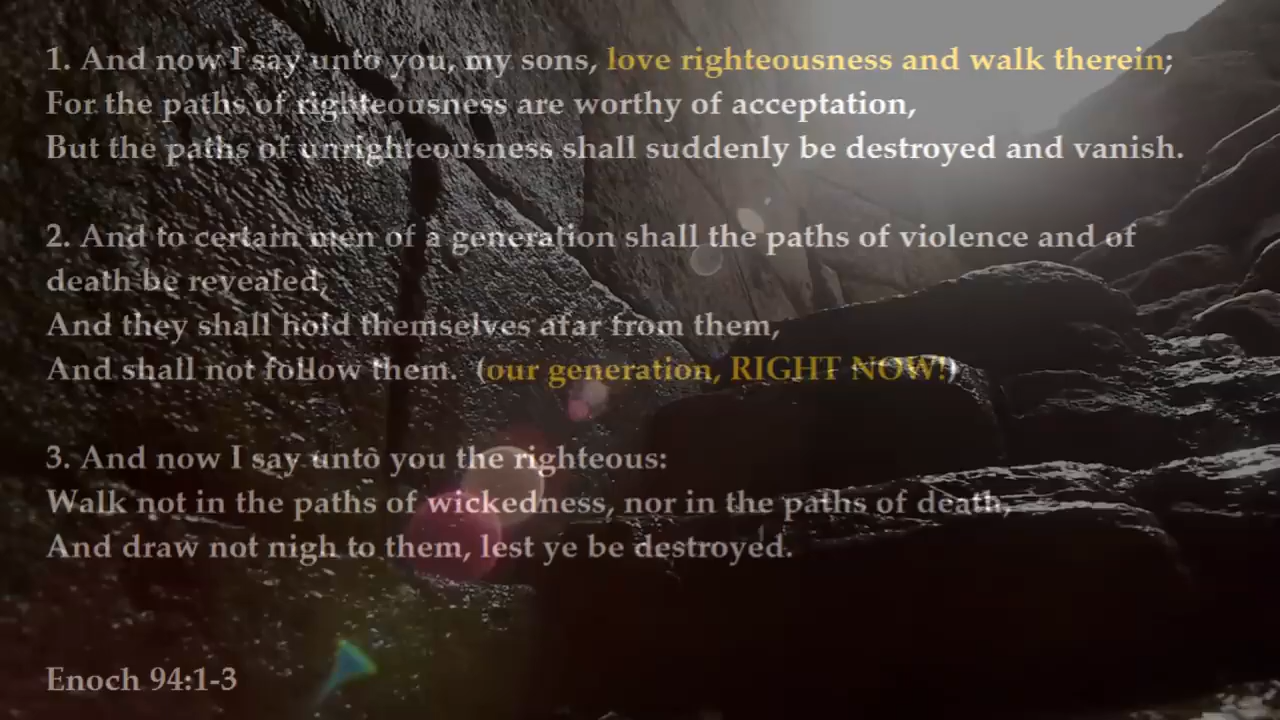 1. And now I say unto you, my sons, love righteousness and walk therein;
For the paths of righteousness are worthy of acceptation,
But the paths of unrighteousness shall suddenly be destroyed and vanish.
2. And to certain men of a generation shall the paths of violence and of
death be revealed,
And they shall hold themselves afar from them,
And shall not follow them. (our generation, RIGHT NOW!)
3. And now I say unto you the righteous:
Walk not in the paths of wickedness, nor in the paths of death,
And draw not nigh to them, lest ye be destroyed.
Enoch 94:1-3